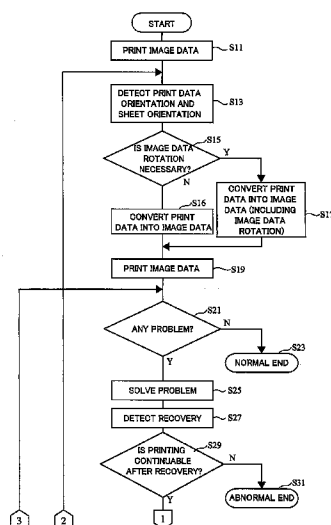 START
PRINT IMAGE DATA
S11
DETECT PRINT DATA
ORIENTATION AND
SHEET ORIENTATION
S13
IS IMAGE DATA
ROTATION
NECESSARY?
S15
Y
N
S16
CONVERT PRINT
DATA INTO IMAGE DATA
CONVERT PRINT
DATA INTO IMAGE
DATA (INCLUDING
IMAGE DATA
ROTATION)
PRINT IMAGE DATA
S19
ANY PROBLEM?
S21
N
Y
S23
NORMAL END
SOLVE PROBLEM
S25
DETECT RECOVERY
S27
IS PRINTING
CONTINUABLE
AFTER RECOVERY?
S29
N
Y
S31
ABNORMAL END
3
2
1